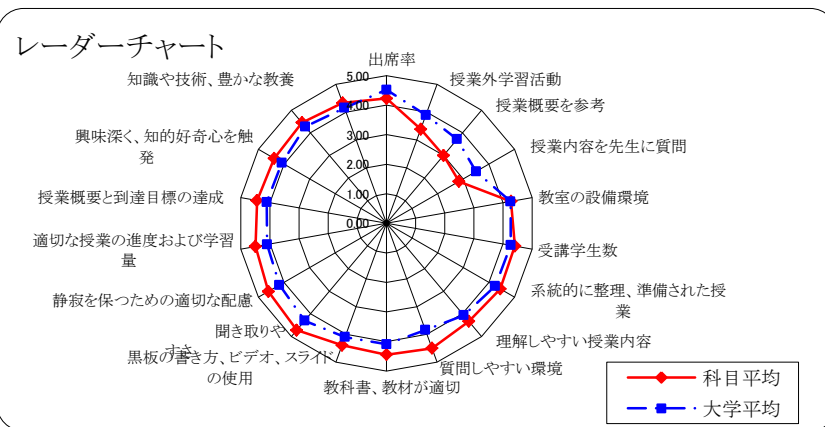 レーダーチャート
出席率
授業外学習活動
授業概要を参考
授業内容を先生に質問
教室の設備環境
受講学生数
系統的に整理、準備された授
業
理解しやすい授業内容
質問しやすい環境
教科書、教材が適切
黒板の書き方、ビデオ、スライド
の使用
聞き取りや
すさ
静寂を保つための適切な配慮
適切な授業の進度および学習
量
授業概要と到達目標の達成
興味深く、知的好奇心を触
発
知識や技術、豊かな教養
5.00
4.00
3.00
2.00
1.00
0.00
科目平均
大学平均